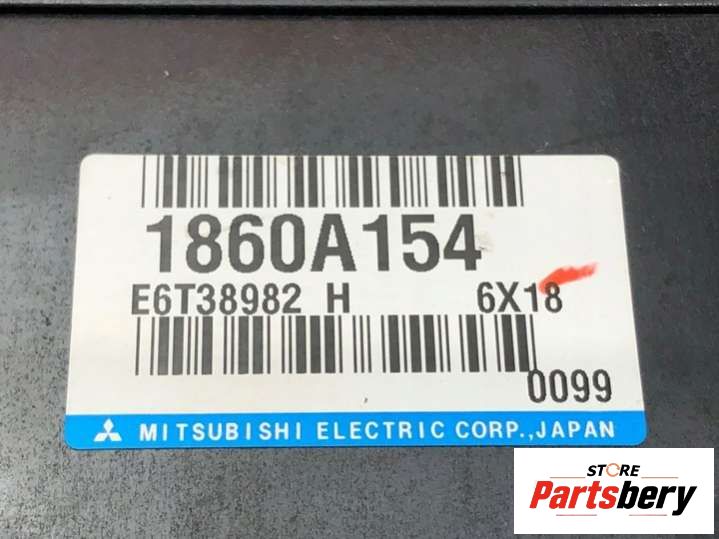 1860A154
E6T38982 H 6X18
0099
MITSUBISHI ELECTRIC CORP.,JAPAN
STORE
Partsbery